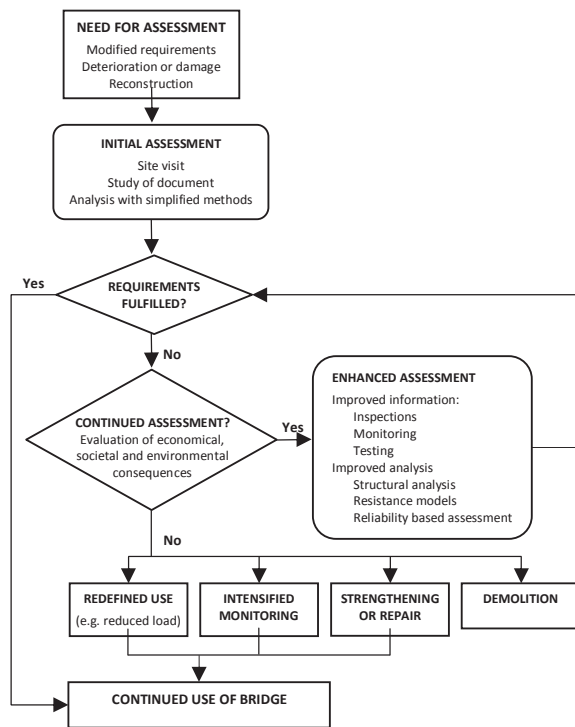 NEED FOR ASSESSMENT
Modified requirements
Deterioration or damage
Reconstruction
INITIAL ASSESSMENT
Site visit
Study of document
Analysis with simplified methods
Yes
REQUIREMENTS
FULFILLED?
No
CONTINUED ASSESSMENT?
Evaluation of economical,
societal and environmental
consequences
Yes
ENHANCED ASSESSMENT
Improved information:
Inspections
Monitoring
Testing
Improved analysis
Structural analysis
Resistance models
Reliability based assessment
No
REDEFINED USE
(e.g. reduced load)
INTENSIFIED
MONITORING
STRENGTHENING
OR REPAIR
DEMOLITION
CONTINUED USE OF BRIDGE